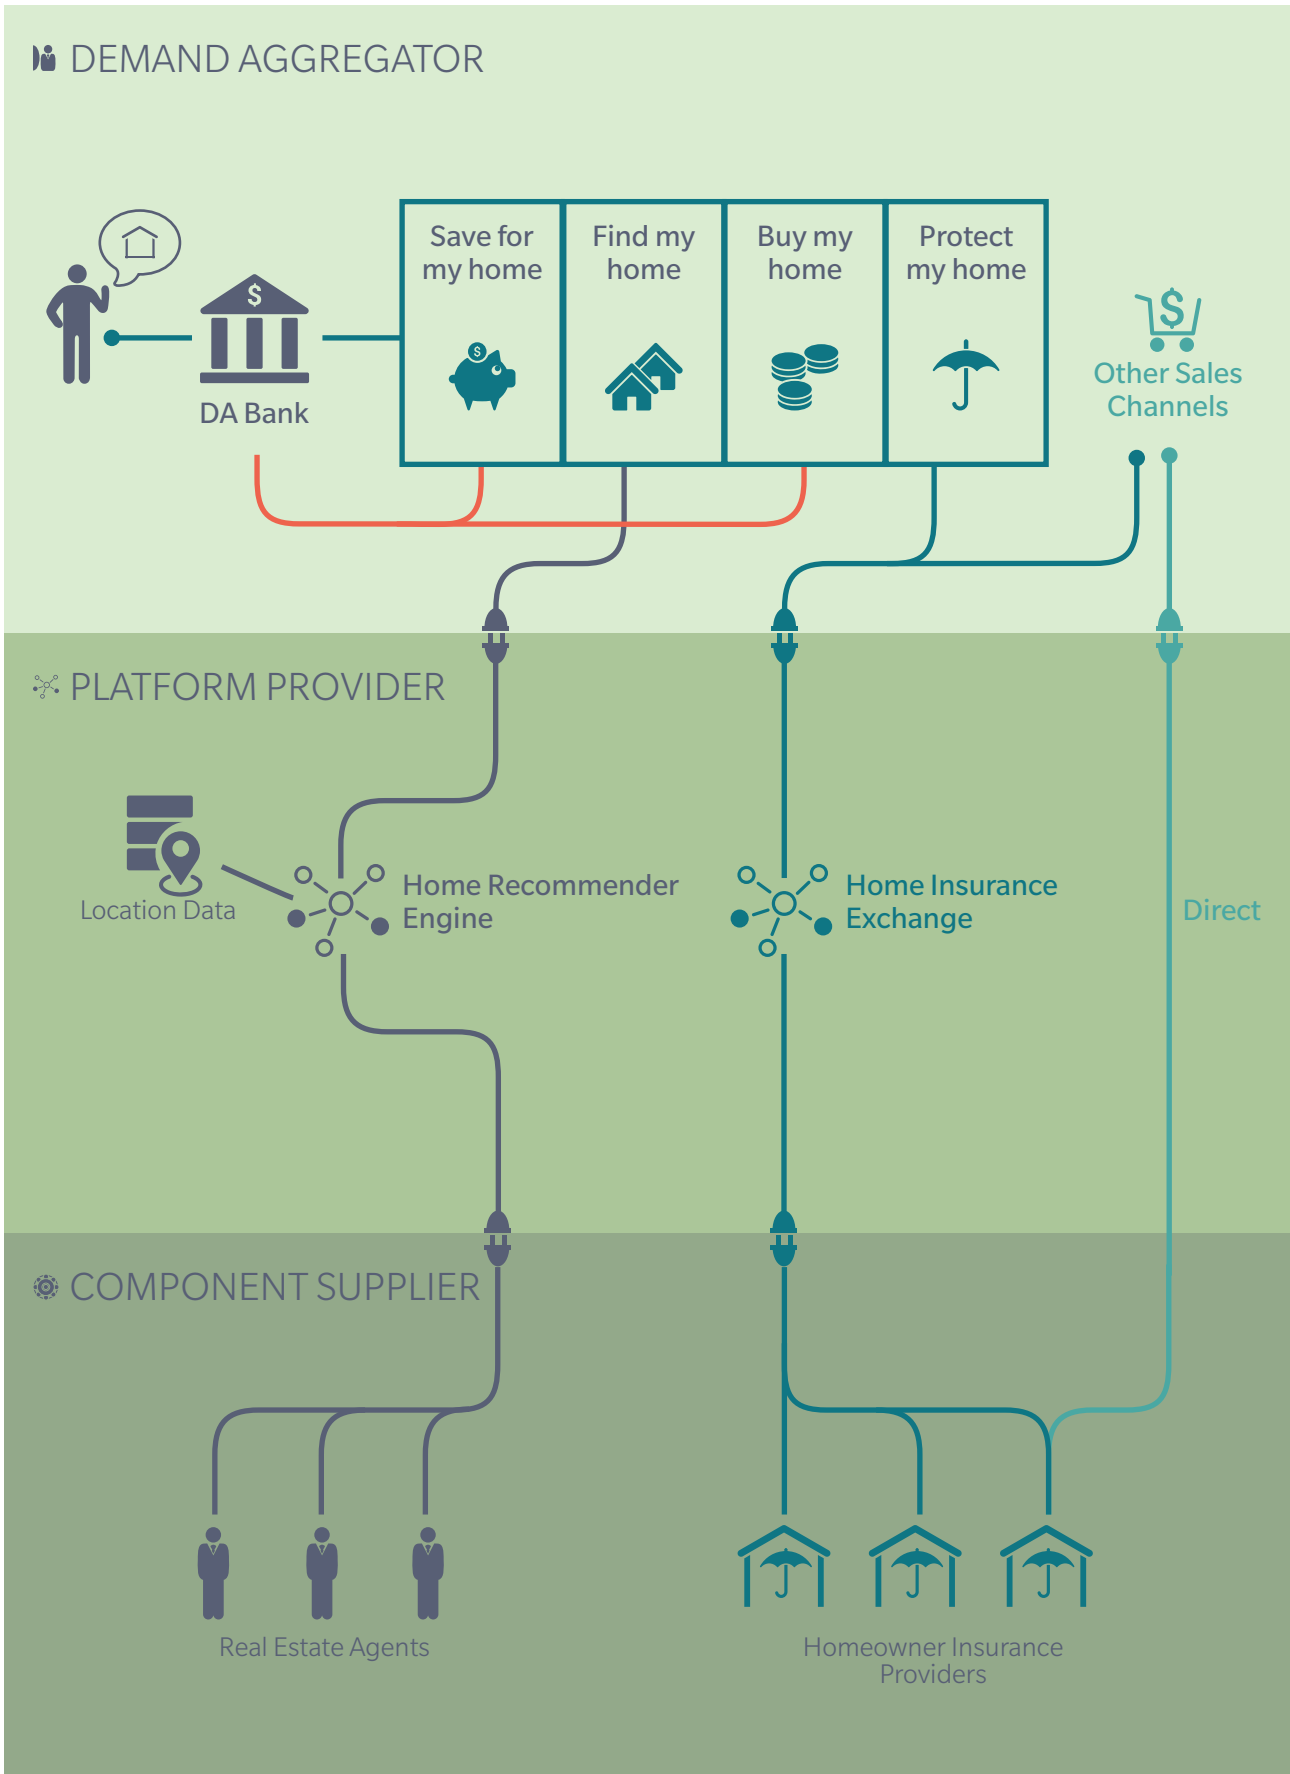 DEMAND AGGREGATOR
Save for
my home
Find my
home
Buy my
home
Protect
my home
$
$
$
DA Bank
Other Sales
Channels
PLATFORM PROVIDER
Location Data
Home Recommender
Engine
Home Insurance
Exchange
Direct
COMPONENT SUPPLIER
Real Estate Agents
Homeowner Insurance
Providers